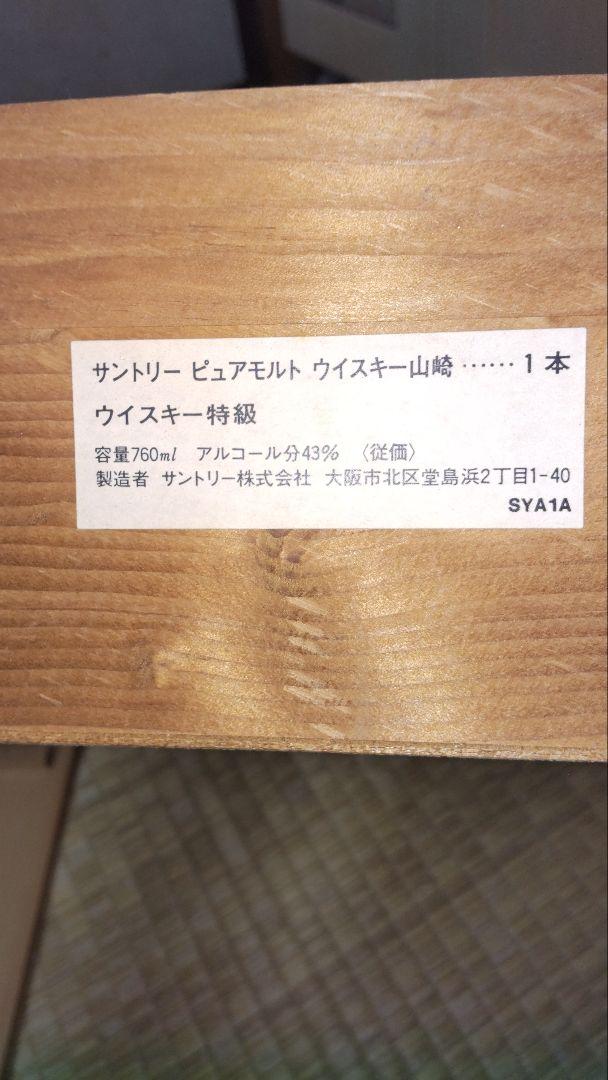 サントリー ピュアモルト ウイスキー山崎……1本
ウイスキー特級
容量760ml アルコール分43% 〈従価〉
製造者 サントリー株式会社 大阪市北区堂島浜2丁目1-40
SYA1A